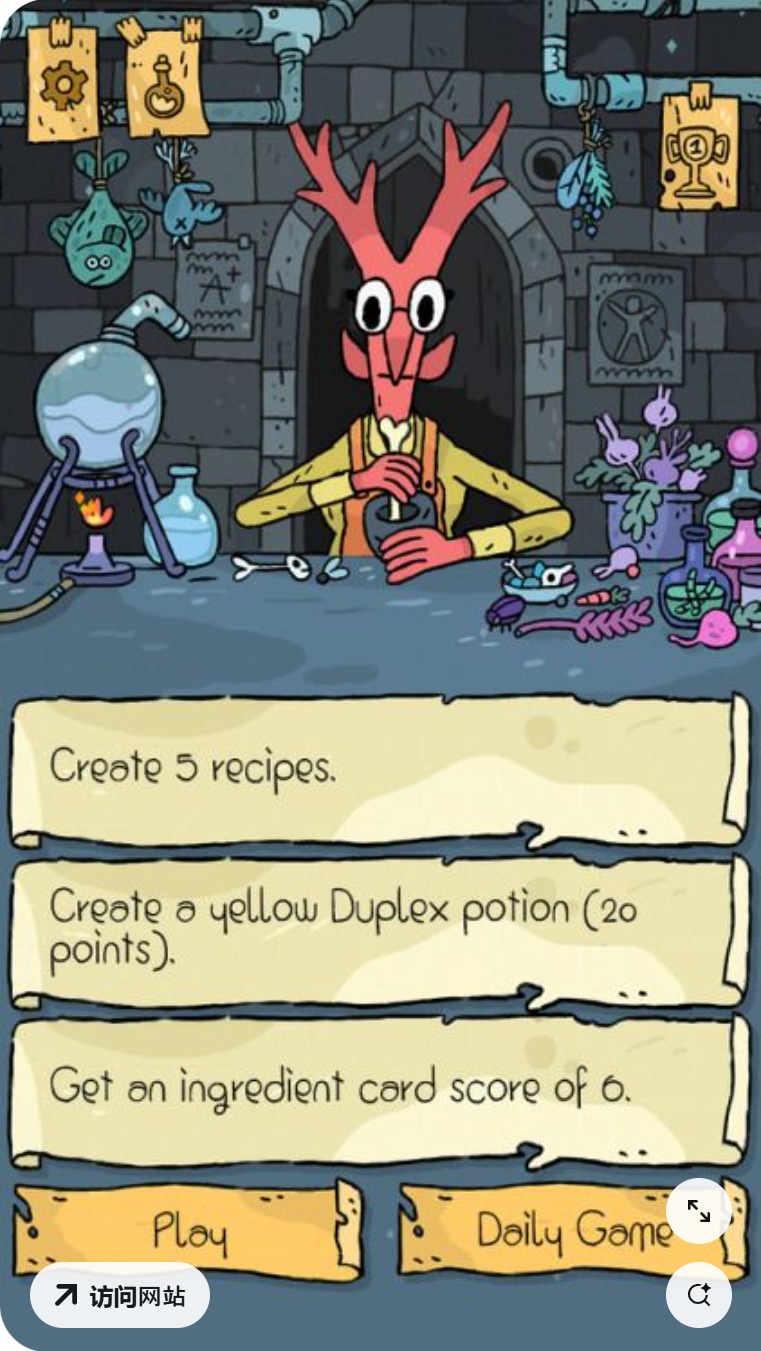 1
A+
Create 5 recipes.
Create a yellow Duplex potion (20
points).
Get an ingredient card score of 6.
Play
Daily Game
访问网站